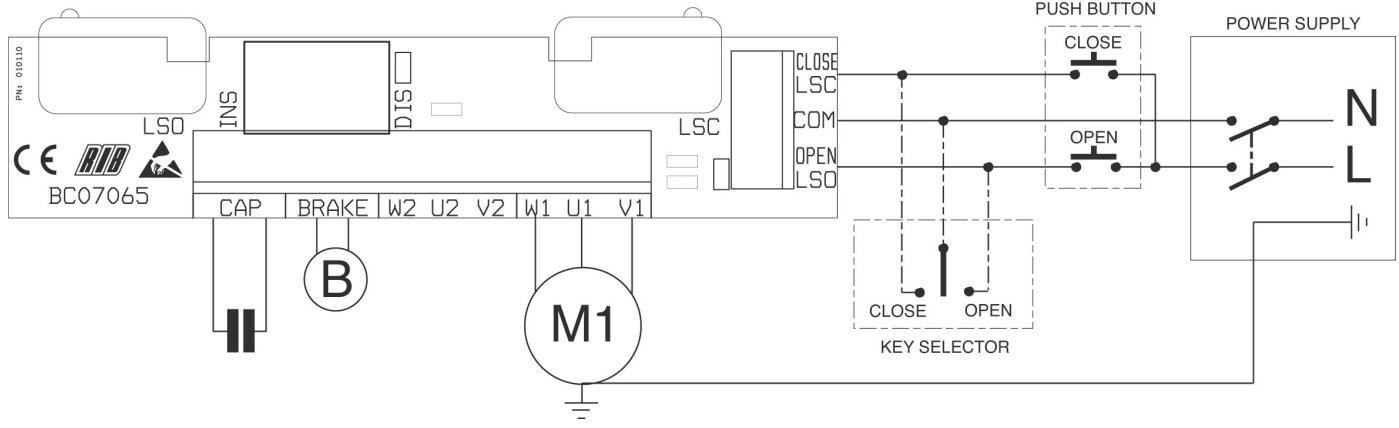 PUSH BUTTON
POWER SUPPLY
CLOSE
PN: 010110
INS
DIS
CLOSE
LSC
LSO
LSC
COM
N
OPEN
OPEN
LSO
L
CE RIB
BC07065
CAP BRAKE W2 U2 V2 W1 U1 V1
B
M1
CLOSE OPEN
KEY SELECTOR